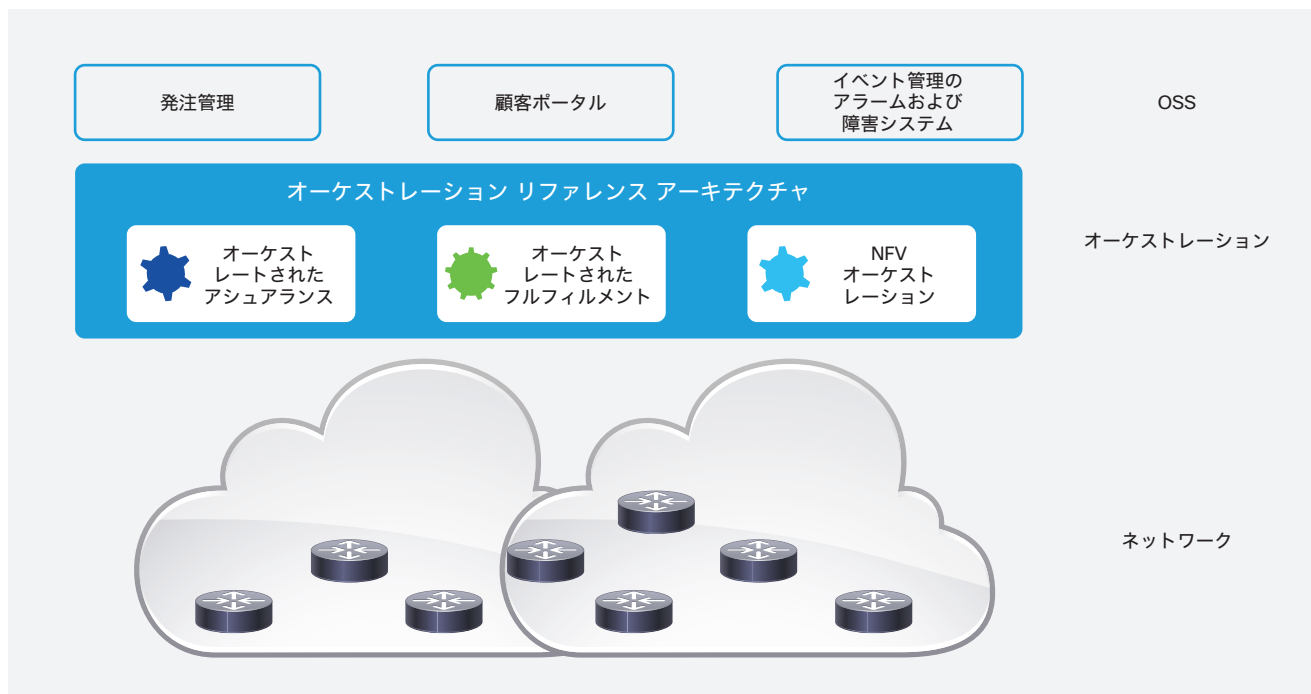 発注管理
顧客ポータル
イベント管理の
アラームおよび
障害システム
OSS
オーケストレーション リファレンス アーキテクチャ
オーケスト
レートされた
アシュアランス
オーケスト
レートされた
フルフィルメント
NFV
オーケスト
レーション
オーケストレーション
ネットワーク